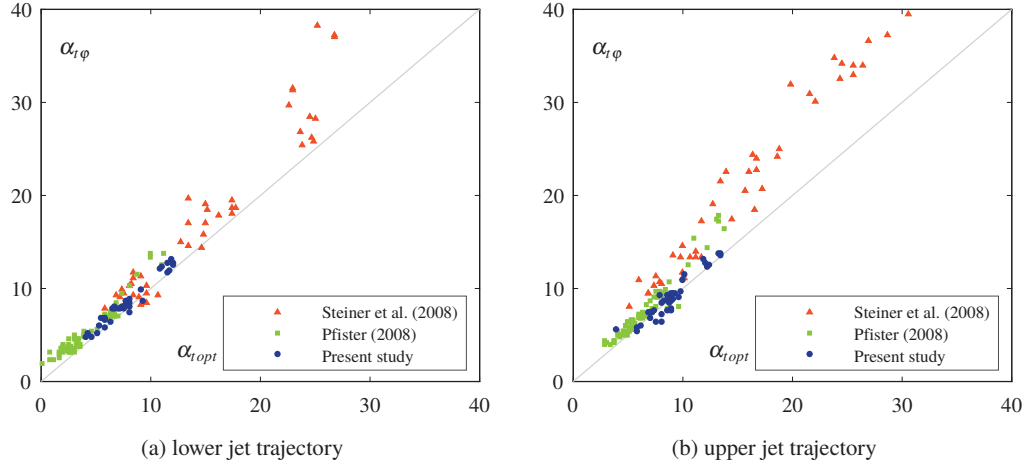 40
30
20
10
0
0
10
20
30
40
α_tφ
α_topt
Steiner et al. (2008)
Pfister (2008)
Present study
(a) lower jet trajectory
40
30
20
10
0
0
10
20
30
40
α_tφ
α_topt
Steiner et al. (2008)
Pfister (2008)
Present study
(b) upper jet trajectory